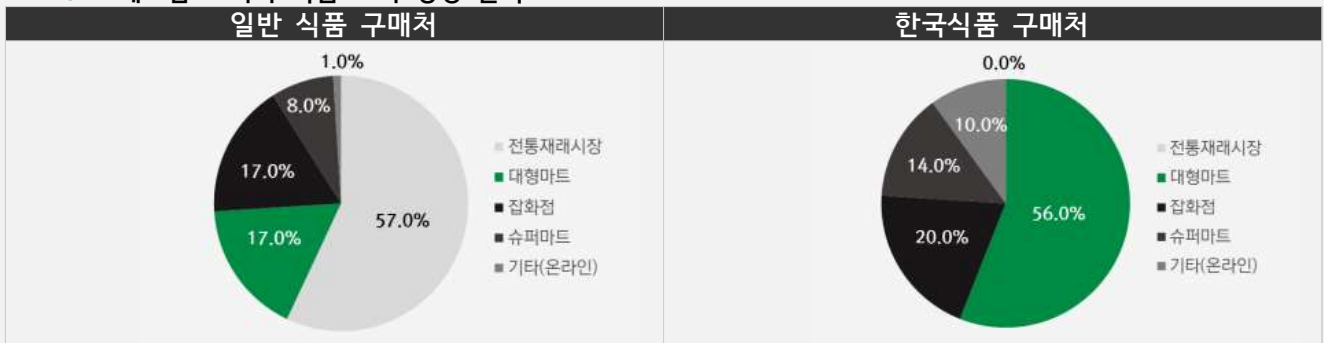 일반 식품 구매처
한국식품 구매처
1.0%
8.0%
17.0%
17.0%
57.0%
전통재래시장
대형마트
잡화점
슈퍼마트
기타(온라인)
0.0%
10.0%
14.0%
20.0%
56.0%
전통재래시장
대형마트
잡화점
슈퍼마트
기타(온라인)